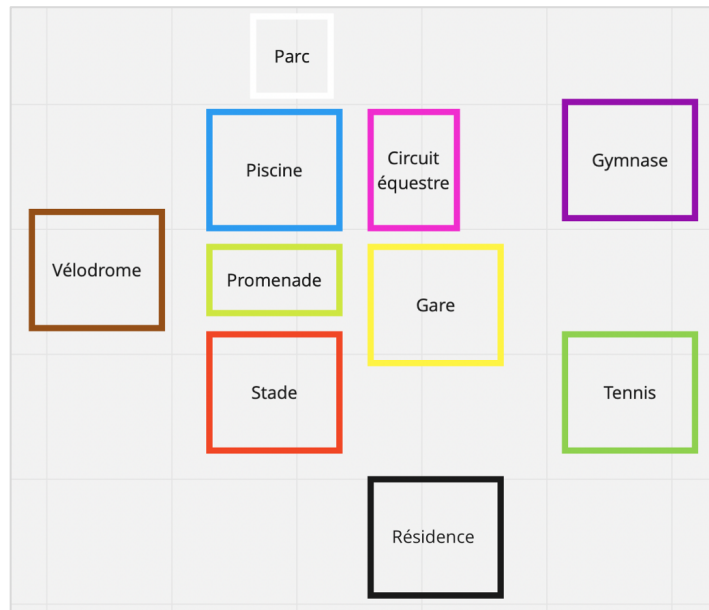 Parc
Piscine
Circuit
équestre
Gymnase
Vélodrome
Promenade
Gare
Stade
Tennis
Résidence